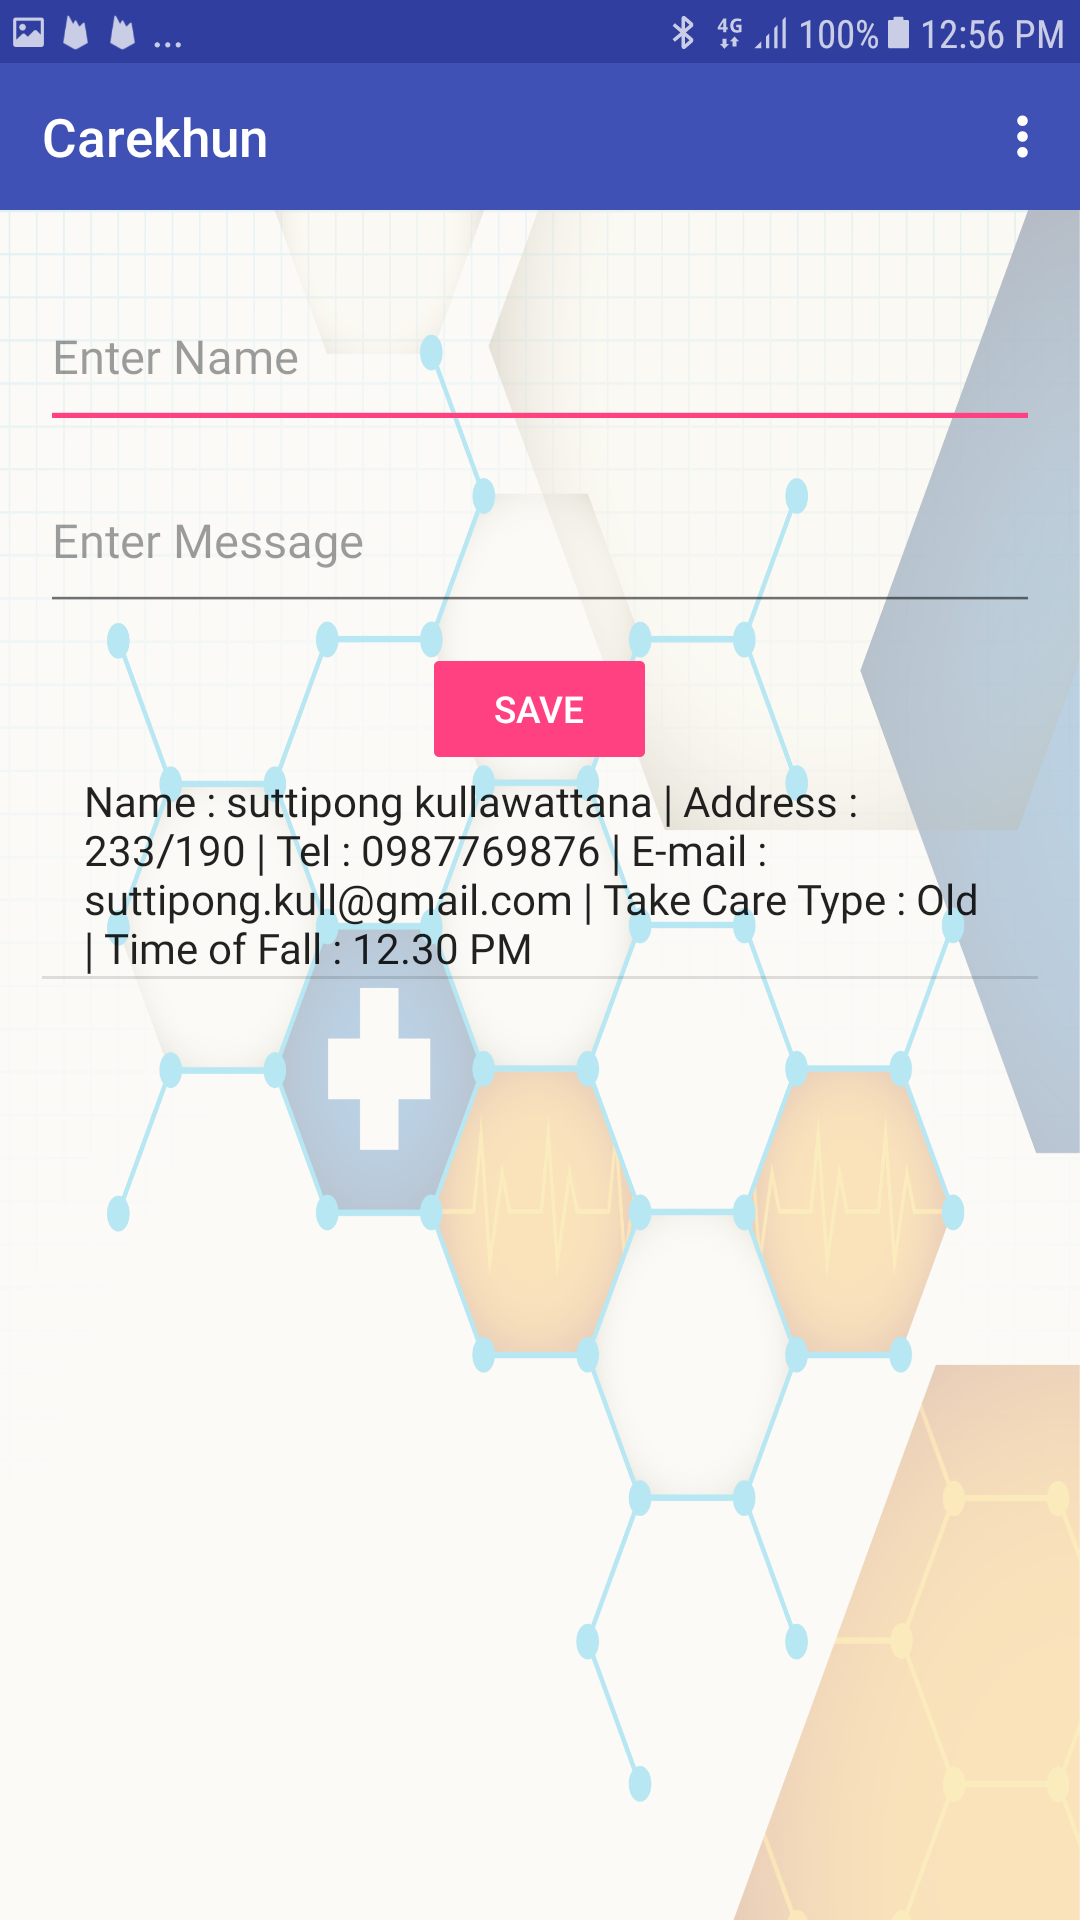 ... 4G 100% 12:56 PM
Carekhun
Enter Name
Enter Message
SAVE
Name : suttipong kullawattana | Address :
233/190 | Tel : 0987769876 | E-mail :
suttipong.kull@gmail.com | Take Care Type : Old
| Time of Fall : 12.30 PM